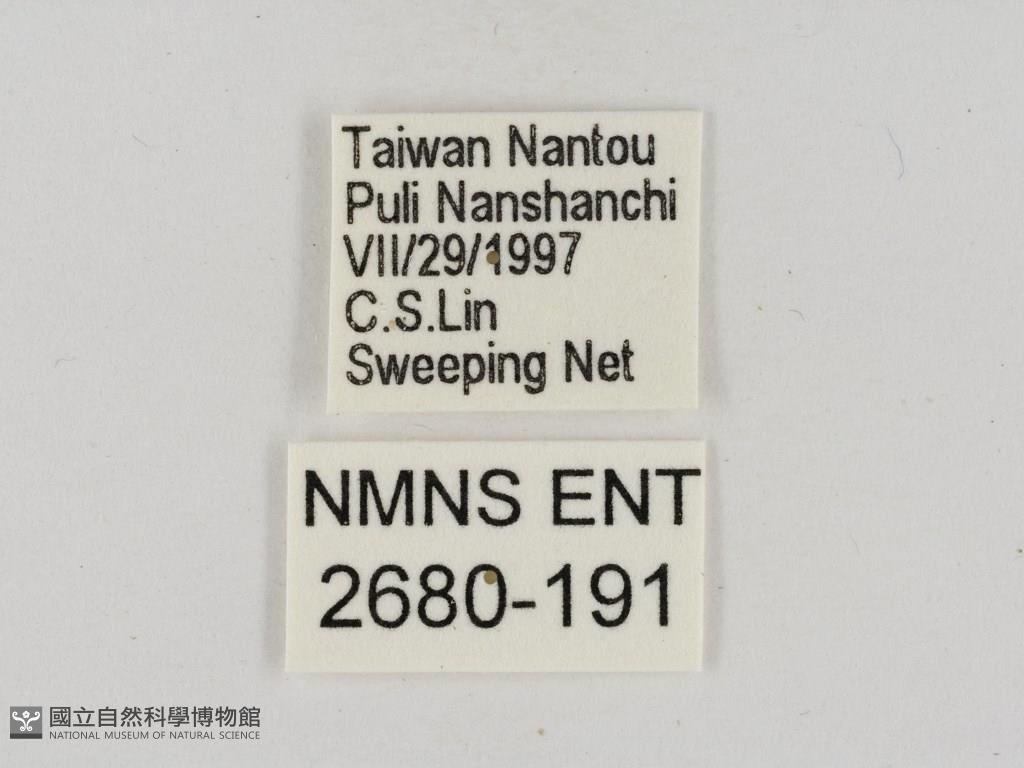 Taiwan Nantou
Puli Nanshanchi
VII/29/1997
C.S.Lin
Sweeping Net
NMNS ENT
2680-191
國立自然科學博物館
NATIONAL MUSEUM OF NATURAL SCIENCE